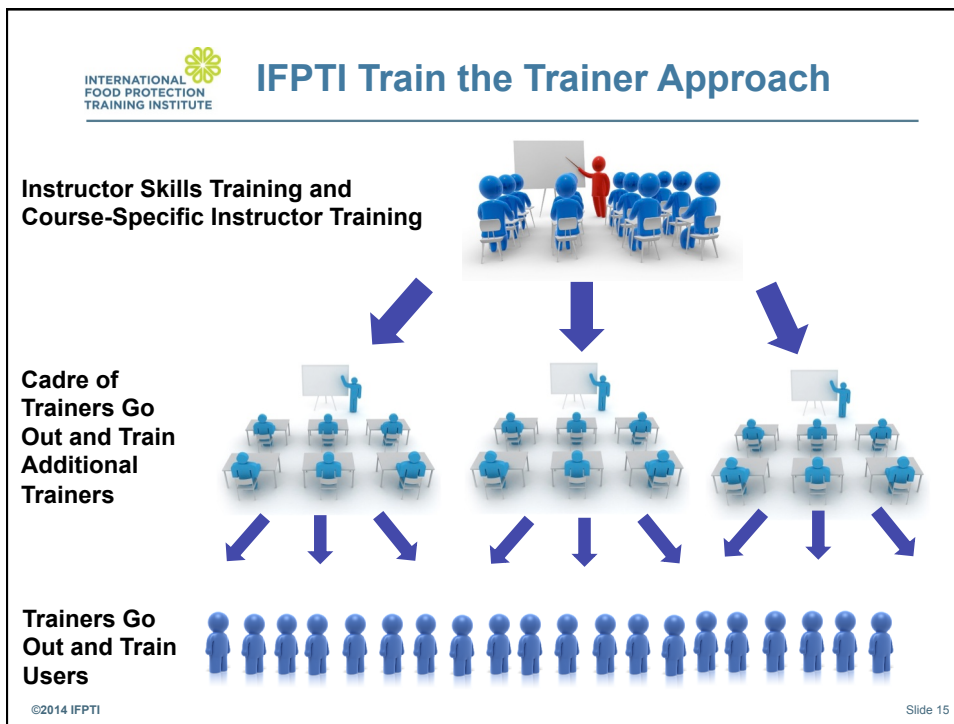 INTERNATIONAL
FOOD PROTECTION
TRAINING INSTITUTE
IFPTI Train the Trainer Approach
Instructor Skills Training and
Course-Specific Instructor Training
Cadre of
Trainers Go
Out and Train
Additional
Trainers
Trainers Go
Out and Train
Users
©2014 IFPTI
Slide 15